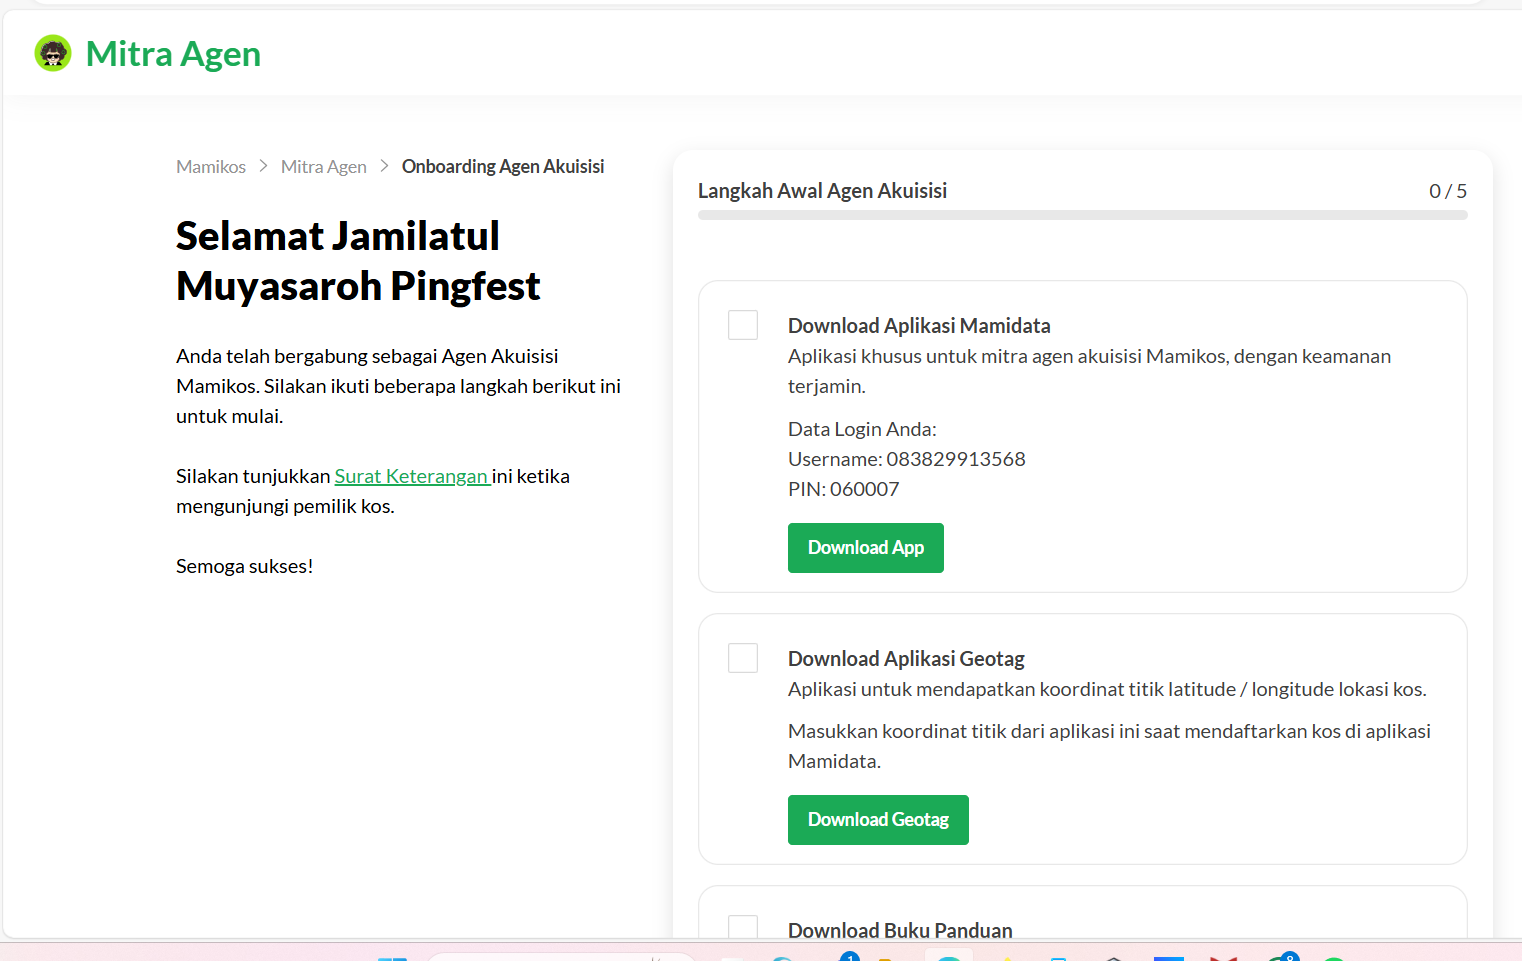 Mitra Agen
Mamikos > Mitra Agen > Onboarding Agen Akuisisi
Selamat Jamilatul
Muyasaroh Pingfest
Anda telah bergabung sebagai Agen Akuisisi
Mamikos. Silakan ikuti beberapa langkah berikut ini
untuk mulai.
Silakan tunjukkan Surat Keterangan ini ketika
mengunjungi pemilik kos.
Semoga sukses!
Langkah Awal Agen Akuisisi 0 / 5
Download Aplikasi Mamidata
Aplikasi khusus untuk mitra agen akuisisi Mamikos, dengan keamanan
terjamin.
Data Login Anda:
Username: 083829913568
PIN: 060007
Download App
Download Aplikasi Geotag
Aplikasi untuk mendapatkan koordinat titik latitude / longitude lokasi kos.
Masukkan koordinat titik dari aplikasi ini saat mendaftarkan kos di aplikasi
Mamidata.
Download Geotag
Download Buku Panduan